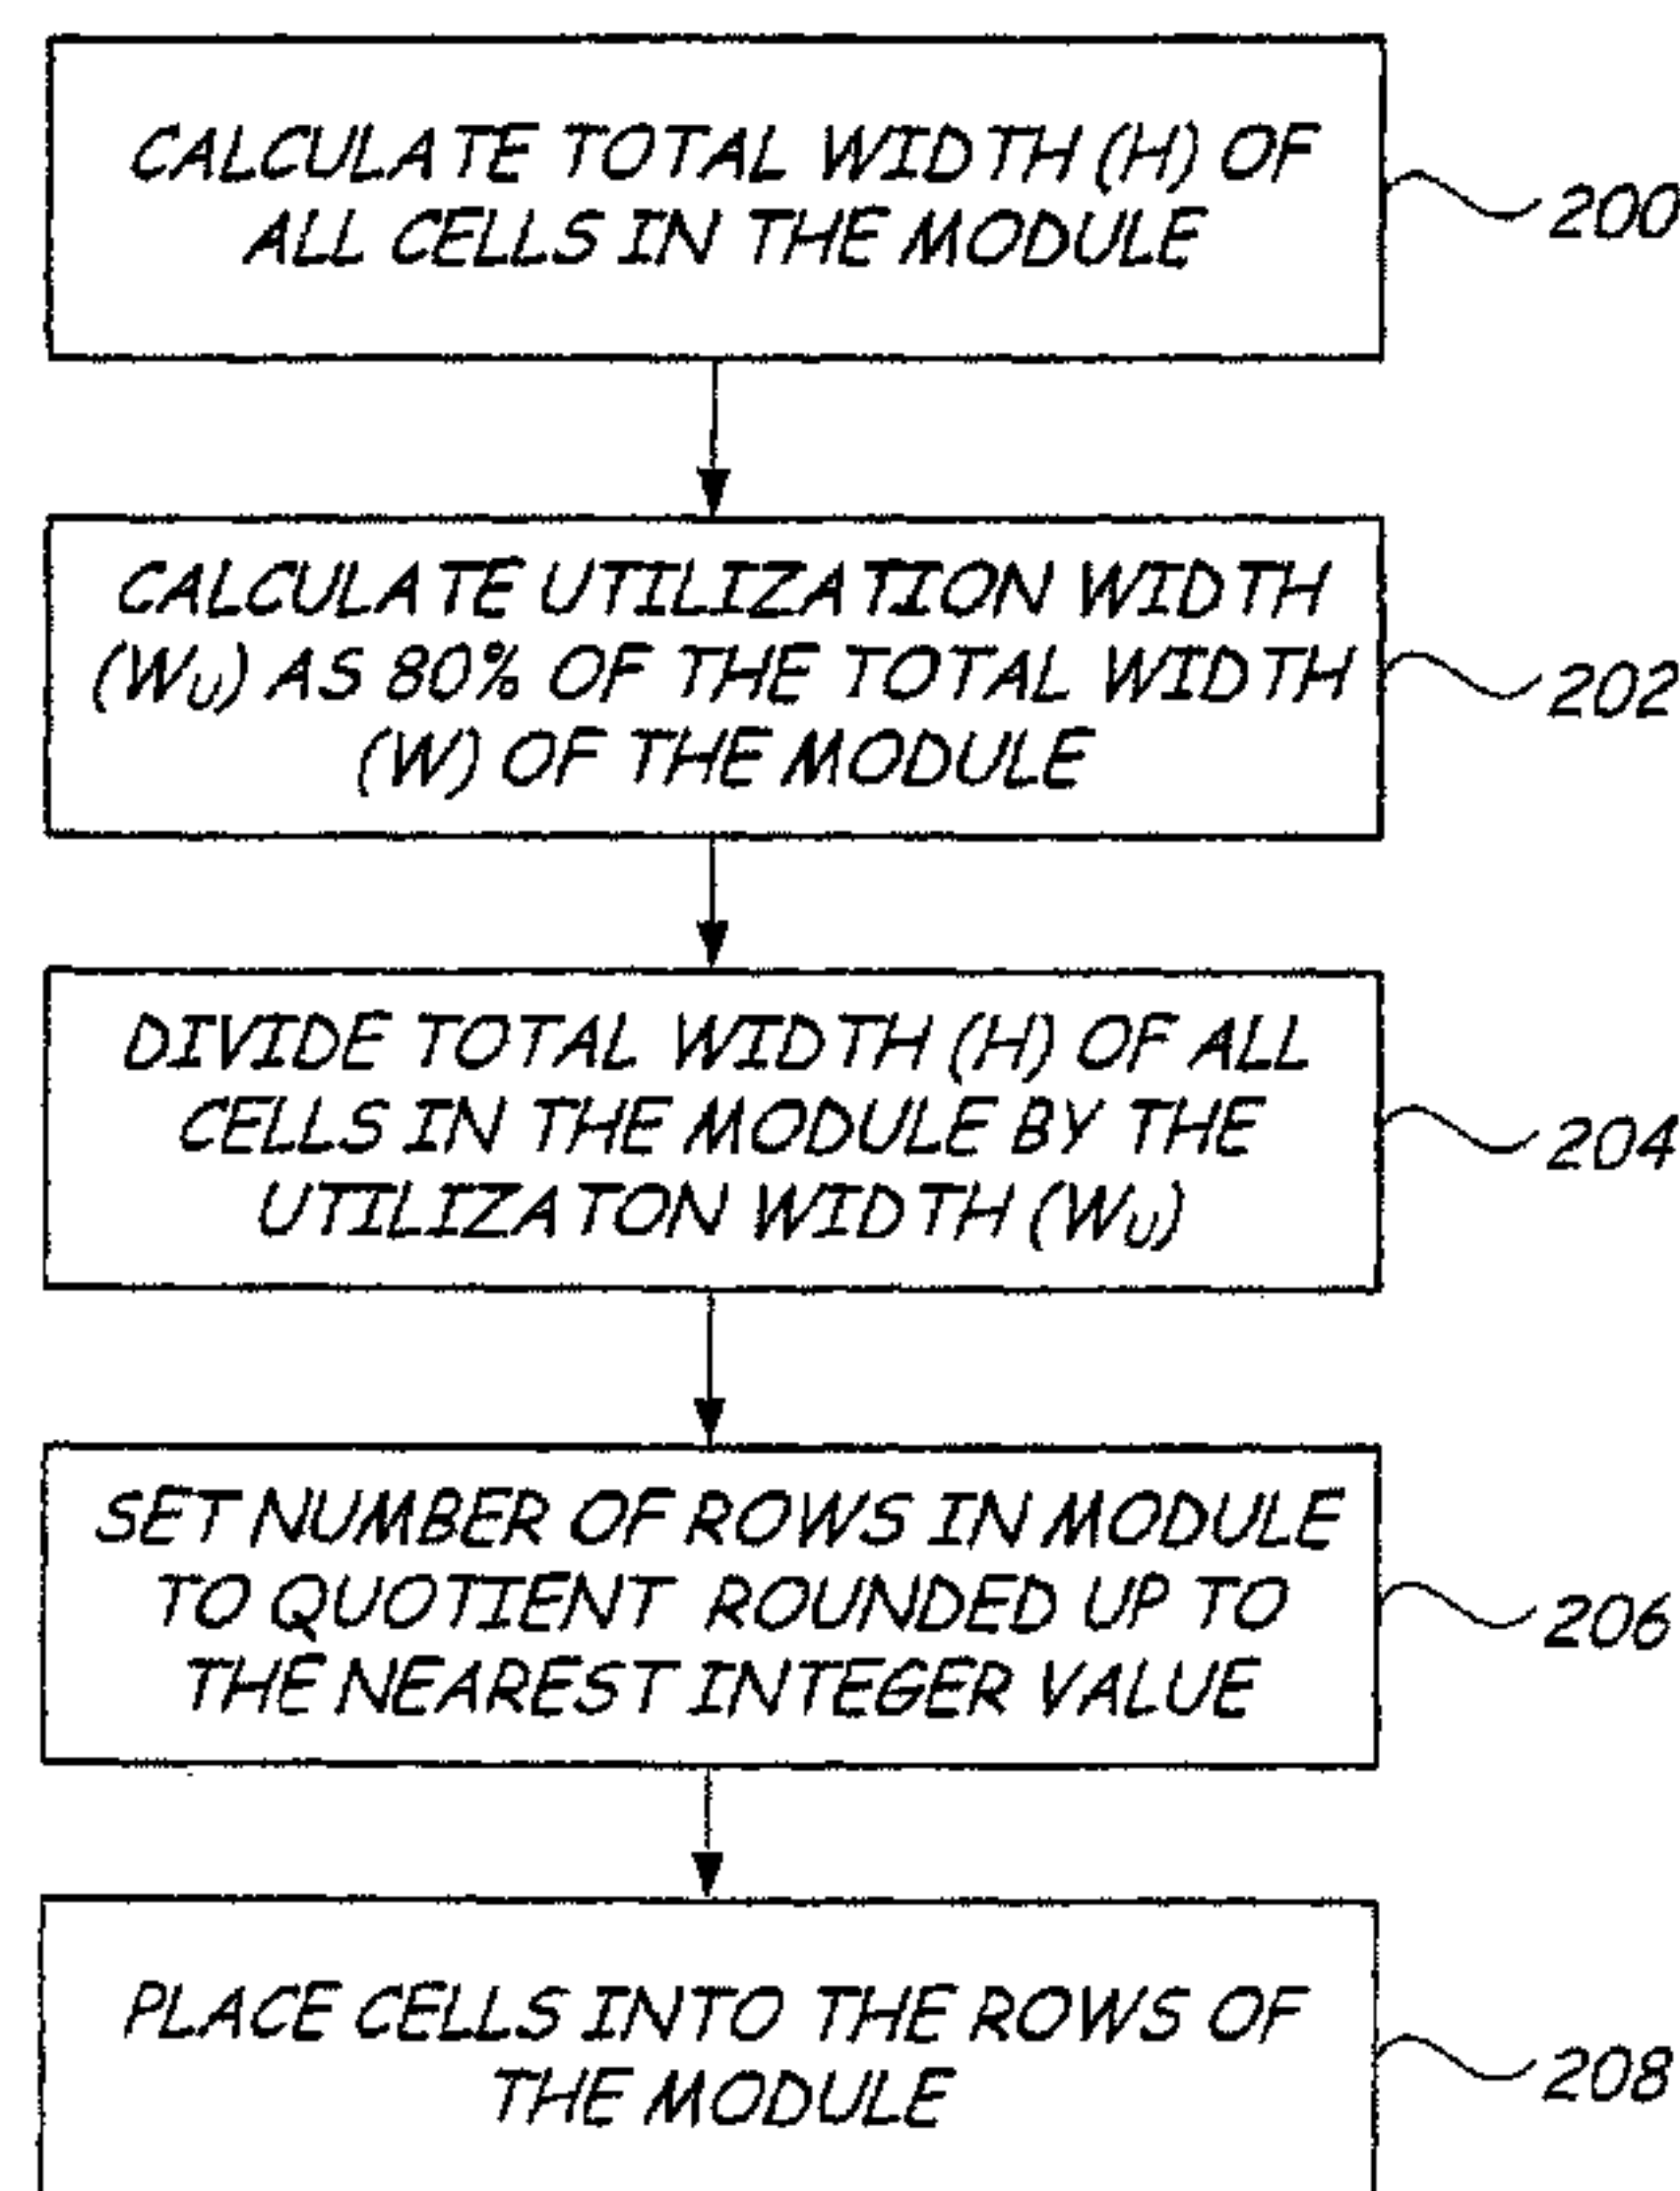 CALCULATE TOTAL WIDTH (H) OF
ALL CELLS IN THE MODULE
200
CALCULATE UTILIZATION WIDTH
(WU) AS 80% OF THE TOTAL WIDTH
(W) OF THE MODULE
202
DIVIDE TOTAL WIDTH (H) OF ALL
CELLS IN THE MODULE BY THE
UTILIZATON WIDTH (WU)
204
SET NUMBER OF ROWS IN MODULE
TO QUOTIENT ROUNDED UP TO
THE NEAREST INTEGER VALUE
206
PLACE CELLS INTO THE ROWS OF
THE MODULE
208